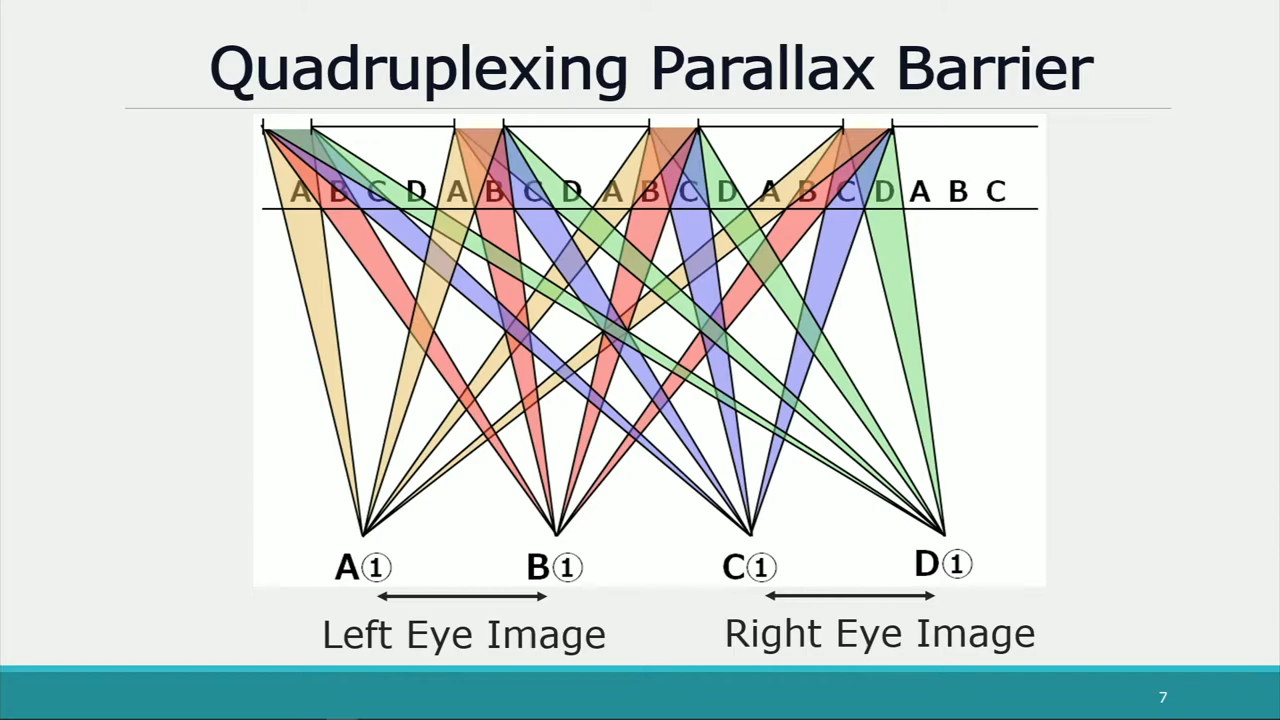 Quadruplexing Parallax Barrier
A B C D A B C D A B C D A B C D A B C
A① B① C① D①
Left Eye Image Right Eye Image
7